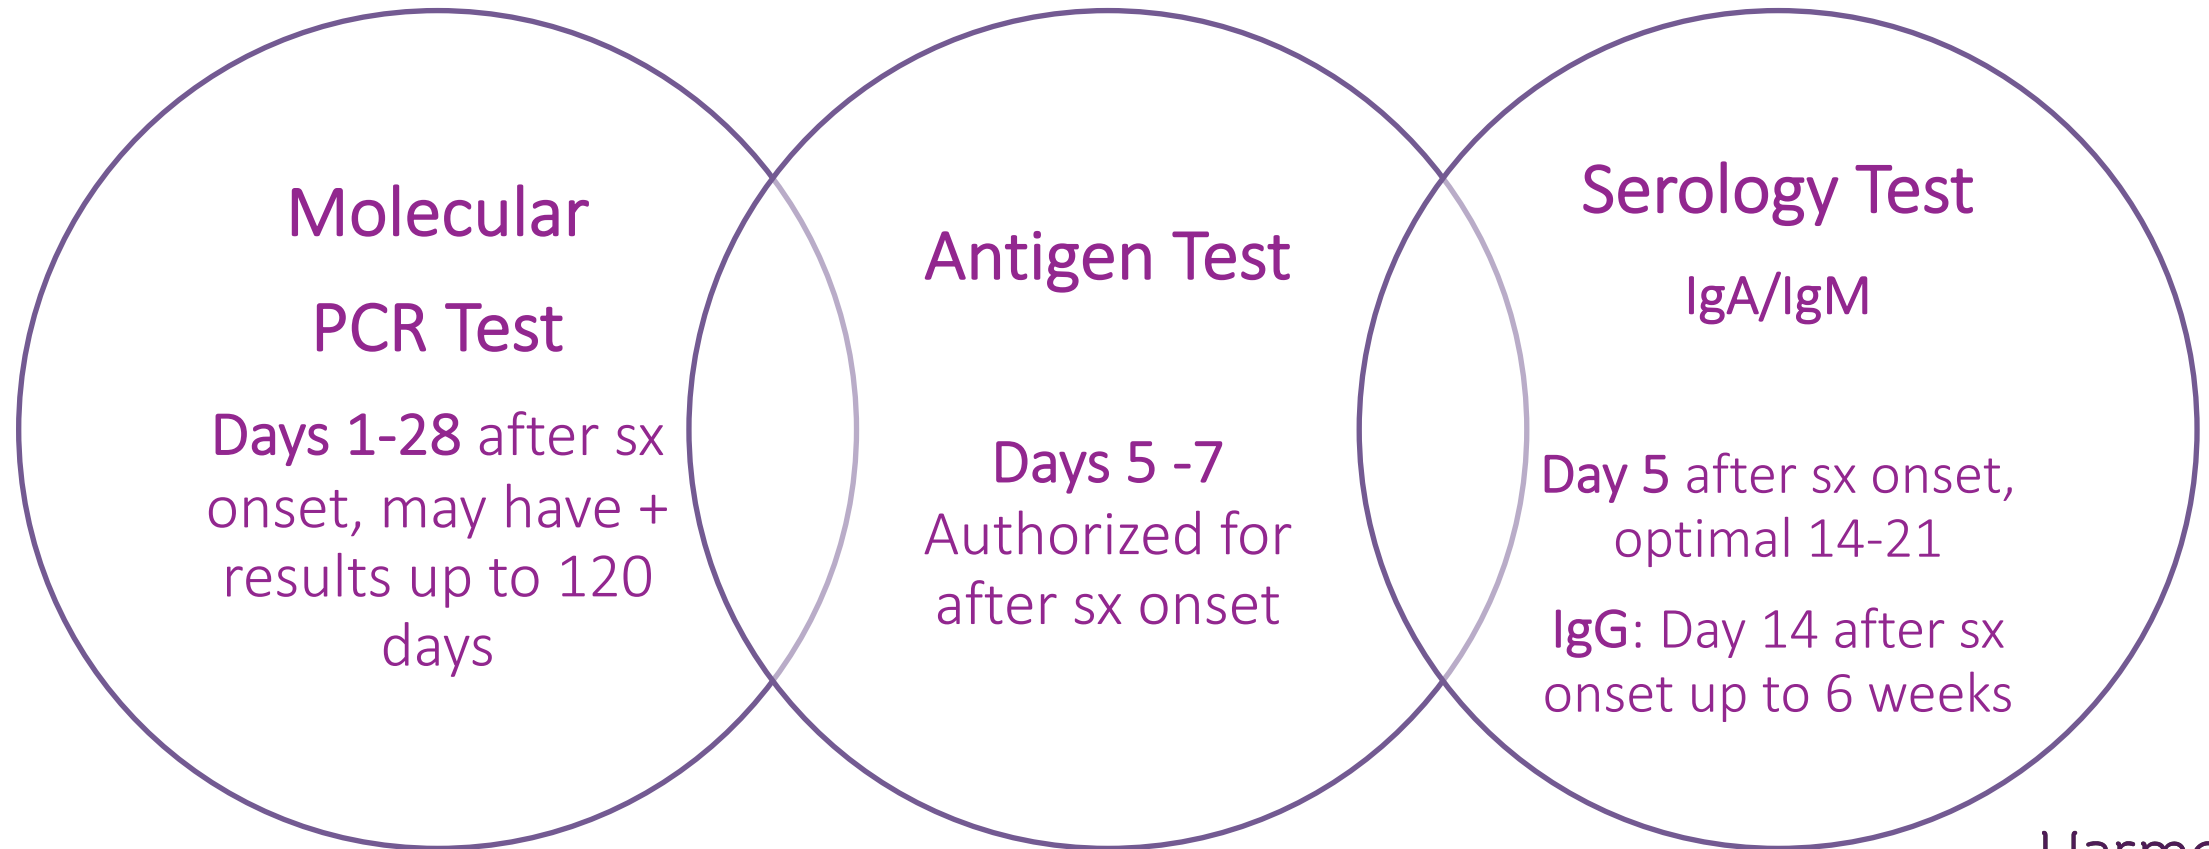 Molecular
PCR Test
Days 1-28 after sx
onset, may have +
results up to 120
days
Antigen Test
Days 5 -7
Authorized for
after sx onset
Serology Test
IgA/IgM
Day 5 after sx onset,
optimal 14-21
IgG: Day 14 after sx
onset up to 6 weeks